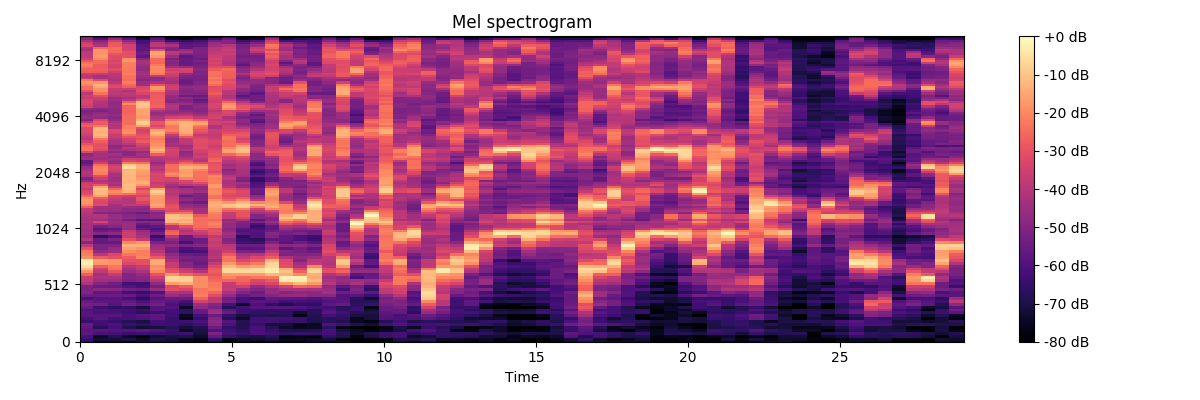 Mel spectrogram
8192
4096
2048
1024
512
0
Hz
0 5 10 15 20 25
Time
+0 dB
-10 dB
-20 dB
-30 dB
-40 dB
-50 dB
-60 dB
-70 dB
-80 dB